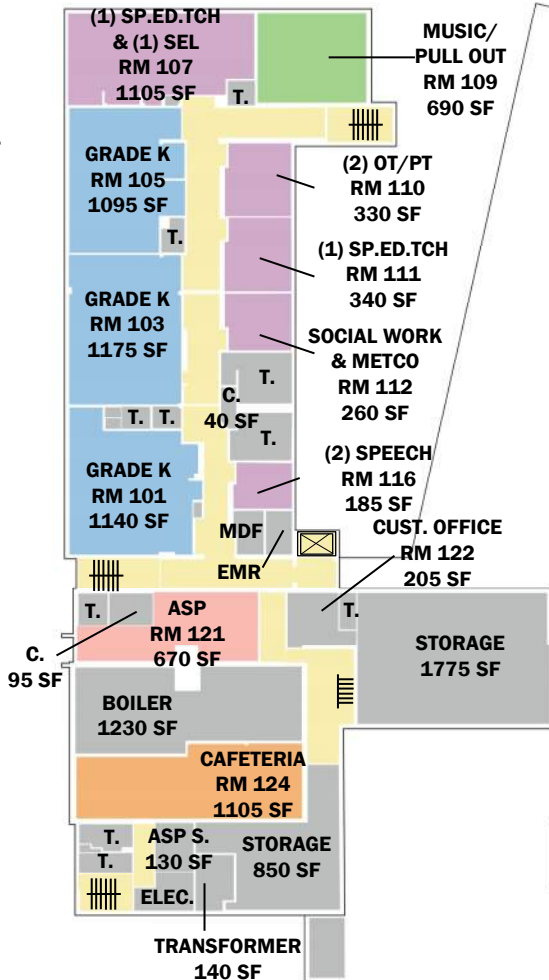 (1) SP.ED.TCH
& (1) SEL
RM 107
1105 SF
T.
MUSIC/
PULL OUT
RM 109
690 SF
GRADE K
RM 105
1095 SF
T.
(2) OT/PT
RM 110
330 SF
(1) SP.ED.TCH
RM 111
340 SF
GRADE K
RM 103
1175 SF
SOCIAL WORK
& METCO
RM 112
260 SF
T.
C.
40 SF
T.
T.
T.
GRADE K
RM 101
1140 SF
(2) SPEECH
RM 116
185 SF
MDF
EMR
CUST. OFFICE
RM 122
205 SF
T.
C.
95 SF
ASP
RM 121
670 SF
T.
STORAGE
1775 SF
BOILER
1230 SF
CAFETERIA
RM 124
1105 SF
T.
T.
ASP S.
130 SF
STORAGE
850 SF
ELEC.
TRANSFORMER
140 SF